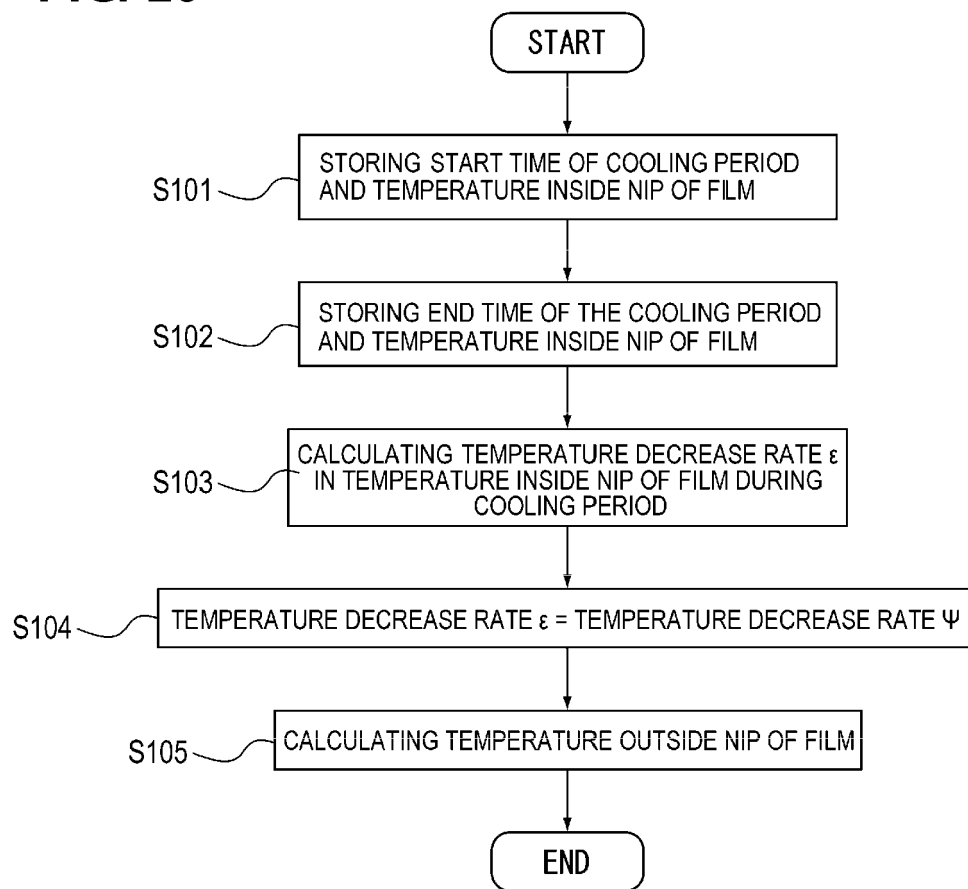 START
S101
STORING START TIME OF COOLING PERIOD
AND TEMPERATURE INSIDE NIP OF FILM
S102
STORING END TIME OF THE COOLING PERIOD
AND TEMPERATURE INSIDE NIP OF FILM
S103
CALCULATING TEMPERATURE DECREASE RATE ε
IN TEMPERATURE INSIDE NIP OF FILM DURING
COOLING PERIOD
S104
TEMPERATURE DECREASE RATE ε = TEMPERATURE DECREASE RATE Ψ
S105
CALCULATING TEMPERATURE OUTSIDE NIP OF FILM
END